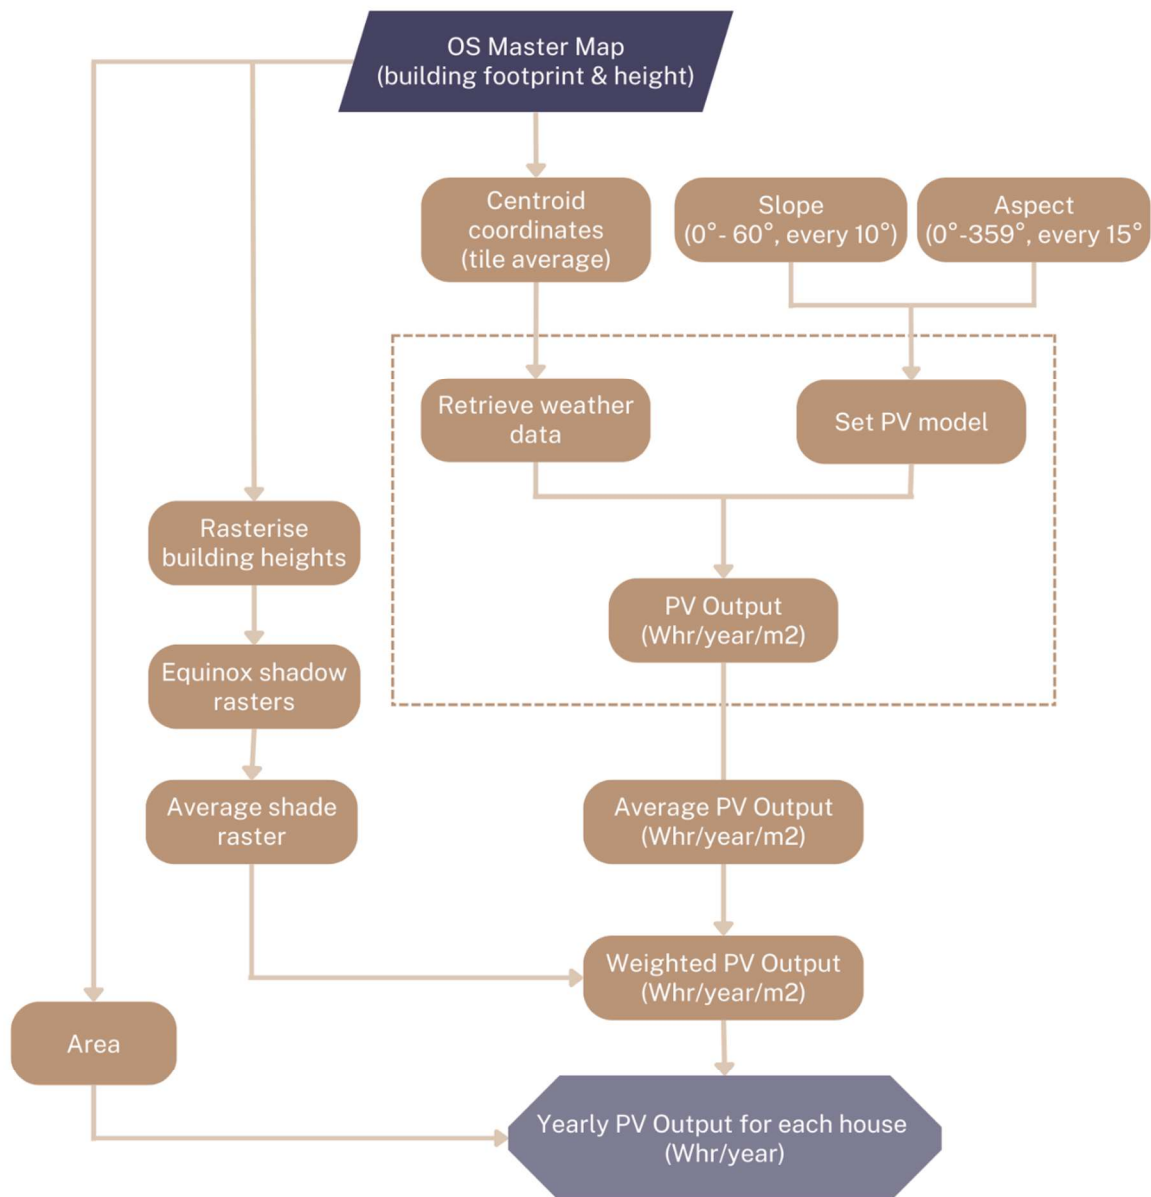 OS Master Map
(building footprint & height)
Centroid
coordinates
(tile average)
Slope
(0°- 60°, every 10°)
Aspect
(0°-359°, every 15°
Retrieve weather
data
Set PV model
Rasterise
building heights
PV Output
(Whr/year/m2)
Equinox shadow
rasters
Average shade
raster
Average PV Output
(Whr/year/m2)
Weighted PV Output
(Whr/year/m2)
Area
Yearly PV Output for each house
(Whr/year)